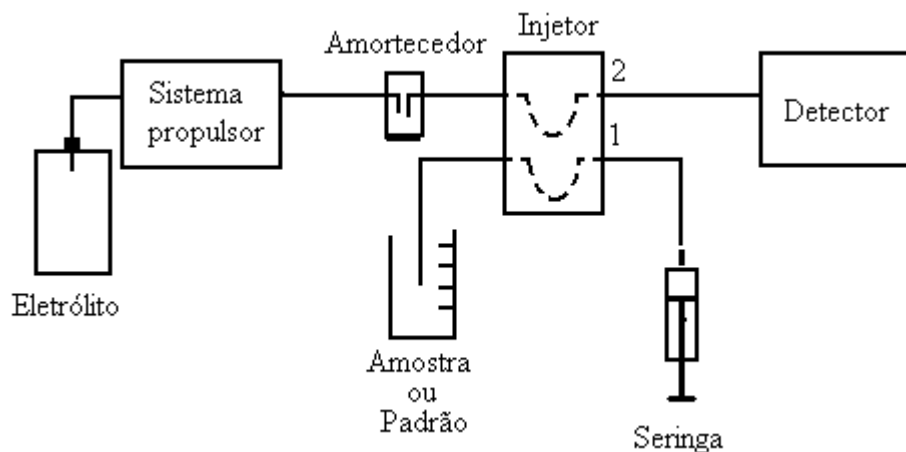 Injetor
Amortecedor
2
Sistema
propulsor
Detector
1
Eletrólito
Amostra
ou
Padrão
Seringa